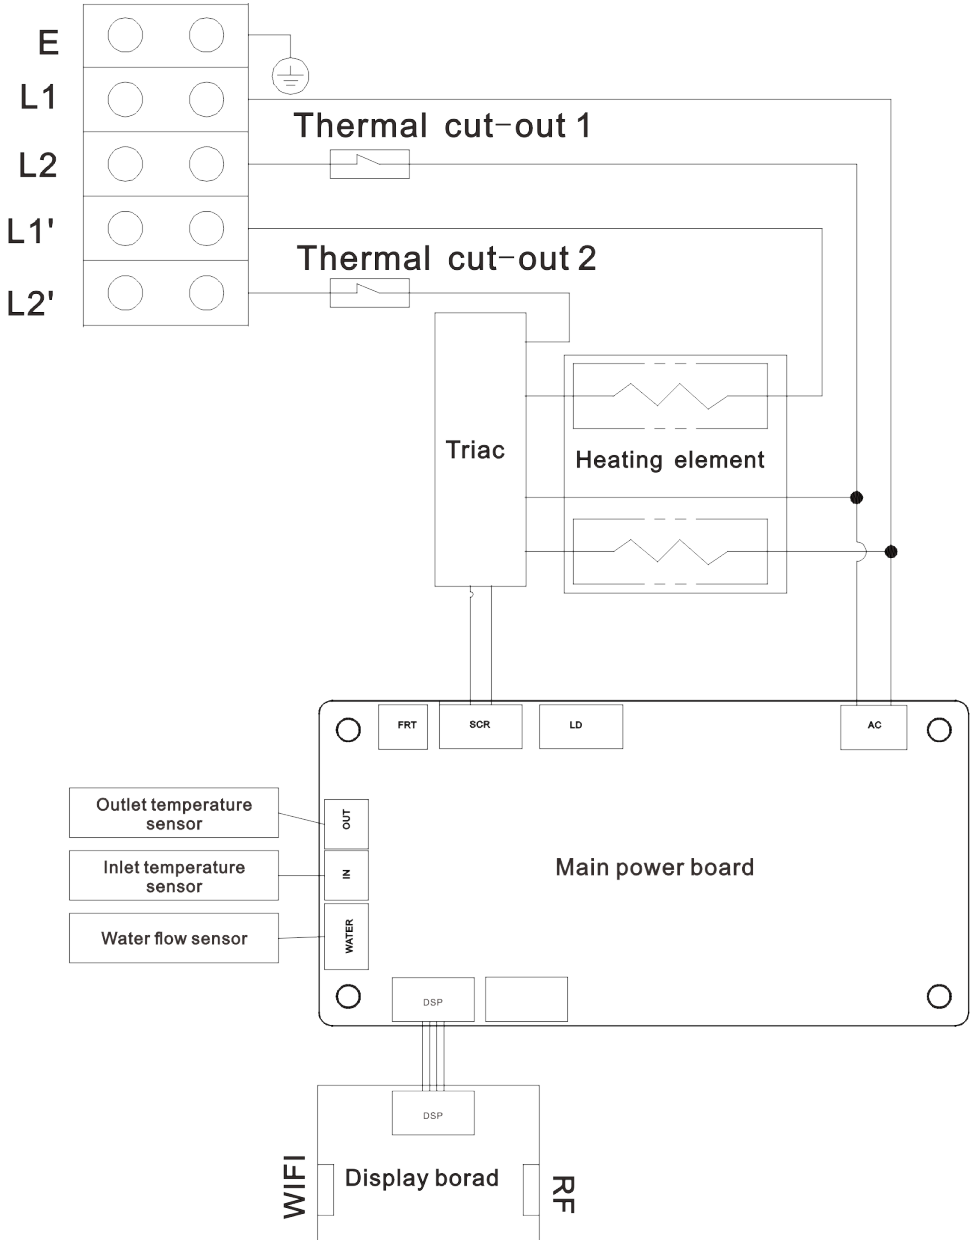 E
L1
Thermal cut-out 1
L2
L1'
Thermal cut-out 2
L2'
Triac
Heating element
FRT
SCR
LD
AC
Outlet temperature
sensor
OUT
Inlet temperature
sensor
IN
Main power board
Water flow sensor
WATER
DSP
DSP
WIFI
Display borad
RF